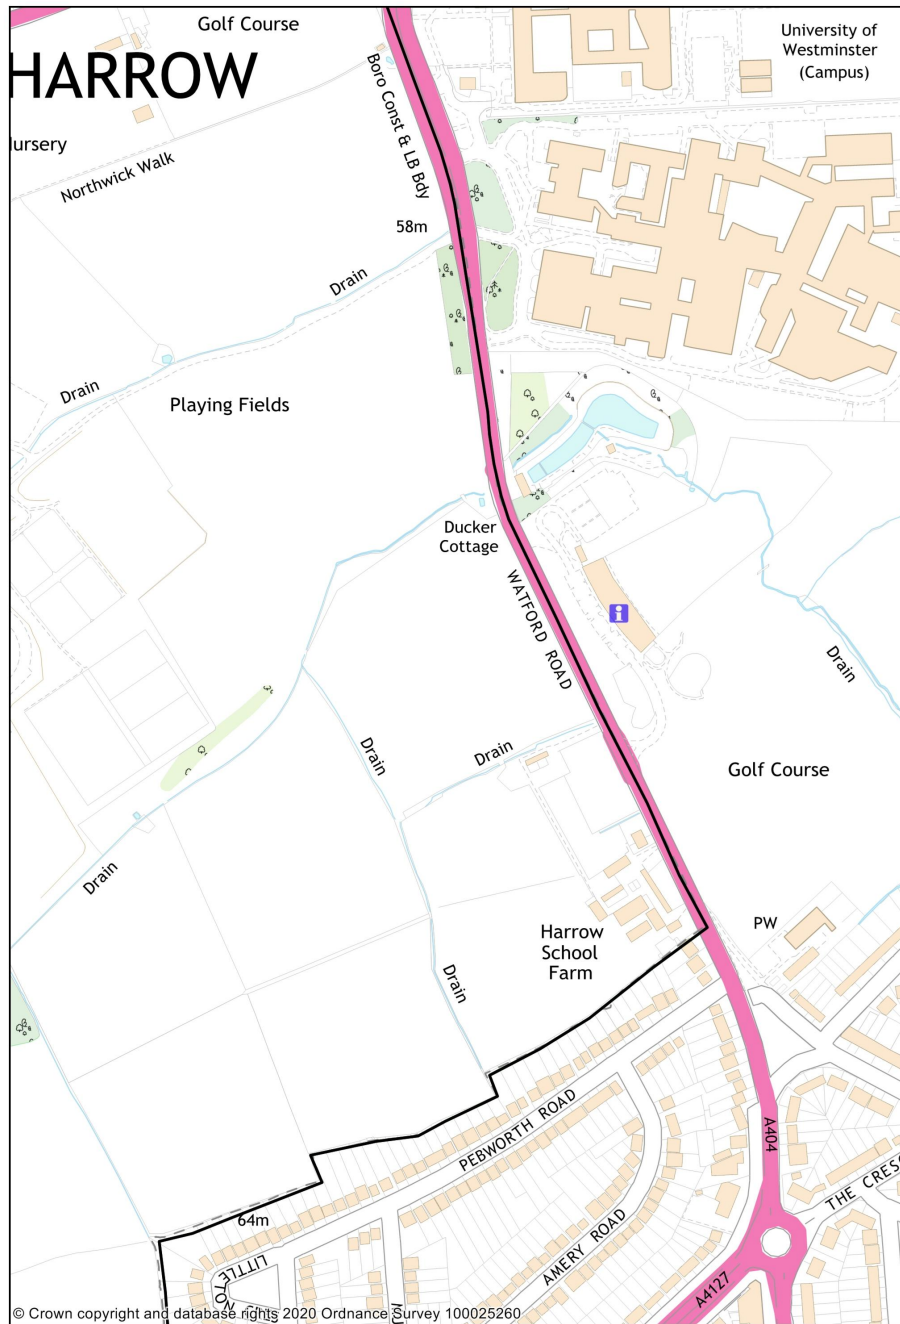 Golf Course
University of
Westminster
(Campus)
HARROW
Boro Const & LB Bdy
Northwick Walk
58m
Drain
Drain
Playing Fields
Ducker
Cottage
WATFORD ROAD
i
Drain
Drain
Drain
Golf Course
Drain
PW
Harrow
School
Farm
Drain
PEBWORTH ROAD
A404
THE CRESC
64m
AMERY ROAD
LITTLE
A4127
© Crown copyright and database rights 2020 Ordnance Survey 100025260